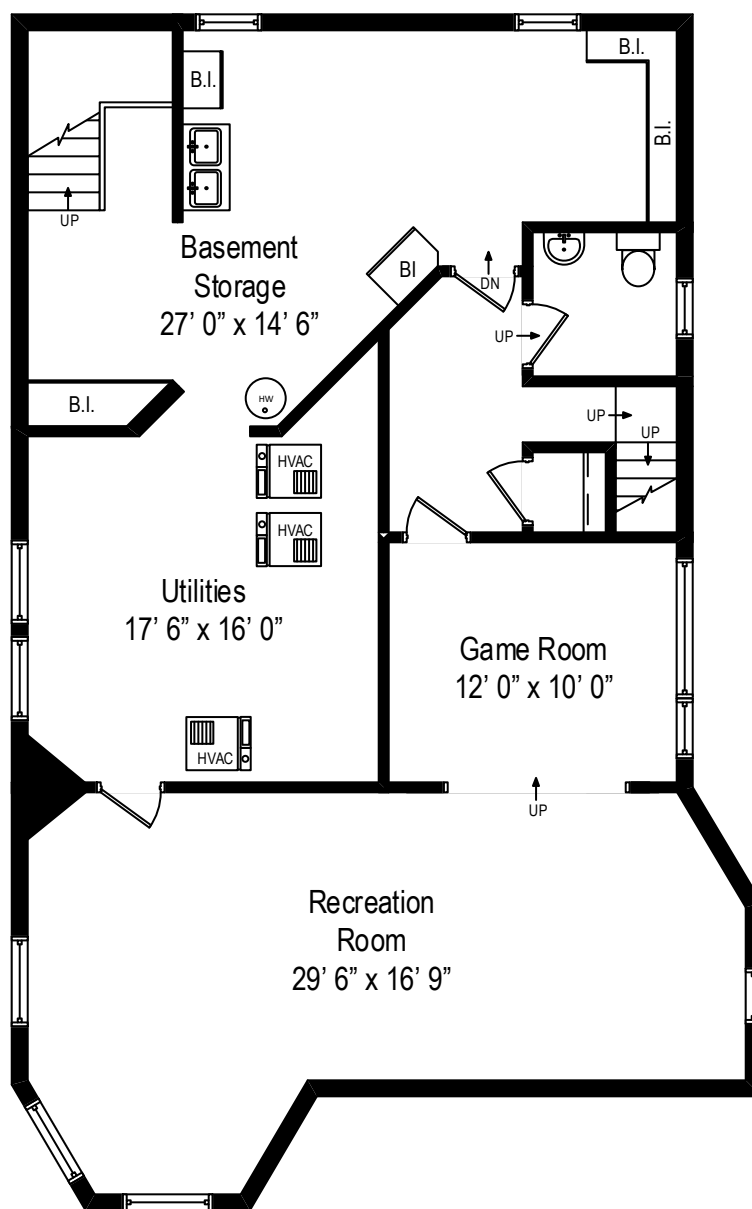 B.I.
B.I.
B.I.
UP
Basement
Storage
27’ 0” x 14’ 6”
BI
DN
UP
B.I.
HW
UP
UP
HVAC
HVAC
Utilities
17’ 6” x 16’ 0”
Game Room
12’ 0” x 10’ 0”
HVAC
UP
Recreation
Room
29’ 6” x 16’ 9”